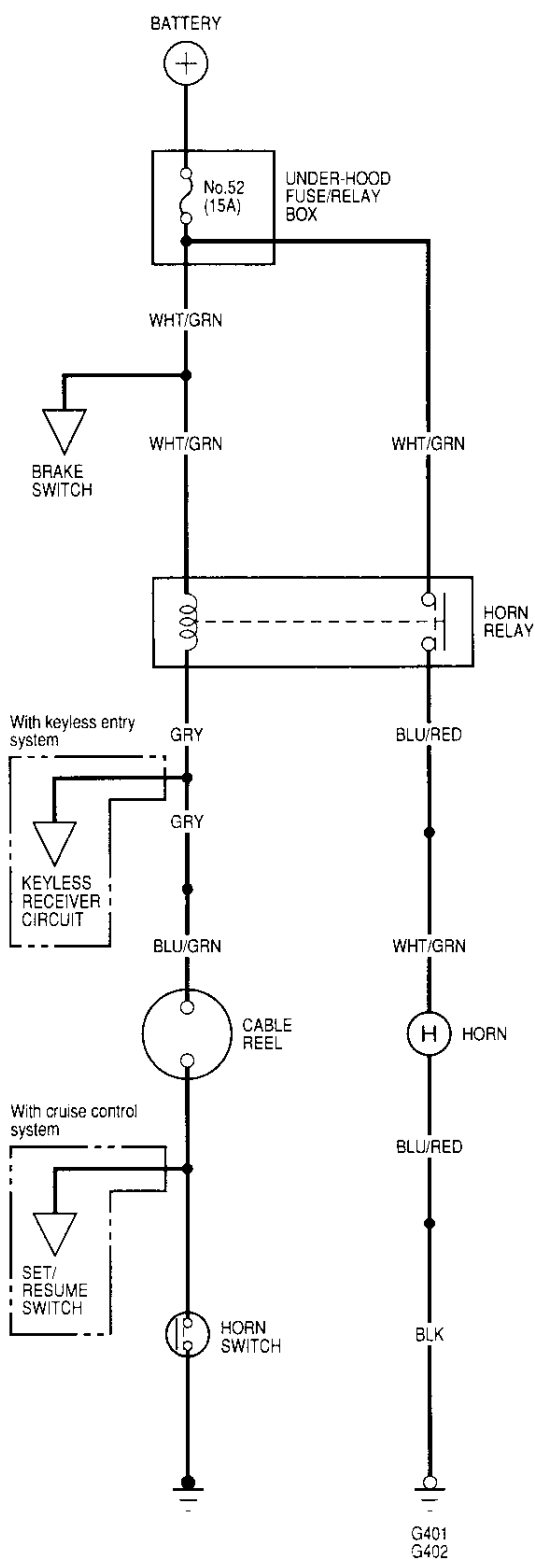 BATTERY
No.52
(15A)
UNDER-HOOD
FUSE/RELAY
BOX
WHT/GRN
BRAKE
SWITCH
WHT/GRN
WHT/GRN
HORN
RELAY
With keyless entry
system
GRY
BLU/RED
GRY
KEYLESS
RECEIVER
CIRCUIT
BLU/GRN
WHT/GRN
CABLE
REEL
H
HORN
With cruise control
system
BLU/RED
SET/
RESUME
SWITCH
HORN
SWITCH
BLK
G401
G402